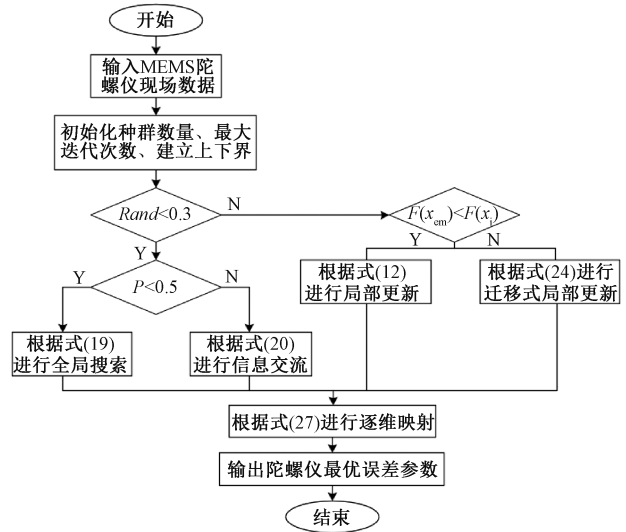 开始
输入MEMS陀
螺仪现场数据
初始化种群数量、最大
迭代次数、建立上下界
Rand<0.3
N
F(xem)<F(xi)
Y
Y
N
Y
P<0.5
N
根据式(12)
进行局部更新
根据式(24)进行
迁移式局部更新
根据式(19)
进行全局搜索
根据式(20)
进行信息交流
根据式(27)进行逐维映射
输出陀螺仪最优误差参数
结束